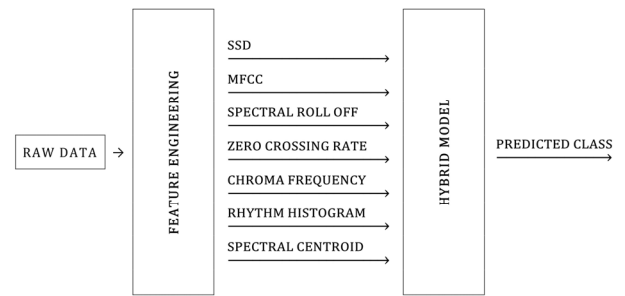 RAW DATA
FEATURE ENGINEERING
SSD
MFCC
SPECTRAL ROLL OFF
ZERO CROSSING RATE
CHROMA FREQUENCY
RHYTHM HISTOGRAM
SPECTRAL CENTROID
HYBRID MODEL
PREDICTED CLASS